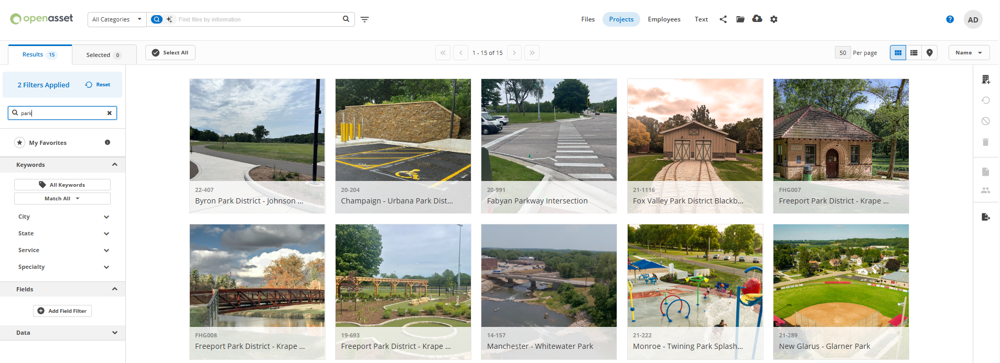 openasset
All Categories
Find files by information
Files
Projects
Employees
Text
AD
Results 15
Selected 0
Select All
1 - 15 of 15
50 Per page
Name
2 Filters Applied
Reset
park
My Favorites
Keywords
All Keywords
Match All
City
State
Service
Specialty
Fields
Add Field Filter
Data
22-407
Byron Park District - Johnson ...
20-204
Champaign - Urbana Park Dist...
20-991
Fabyan Parkway Intersection
21-1116
Fox Valley Park District Blackb...
FHG007
Freeport Park District - Krape ...
FHG008
Freeport Park District - Krape ...
19-693
Freeport Park District - Krape ...
14-157
Manchester - Whitewater Park
21-222
Monroe - Twining Park Splash...
21-289
New Glarus - Glarner Park